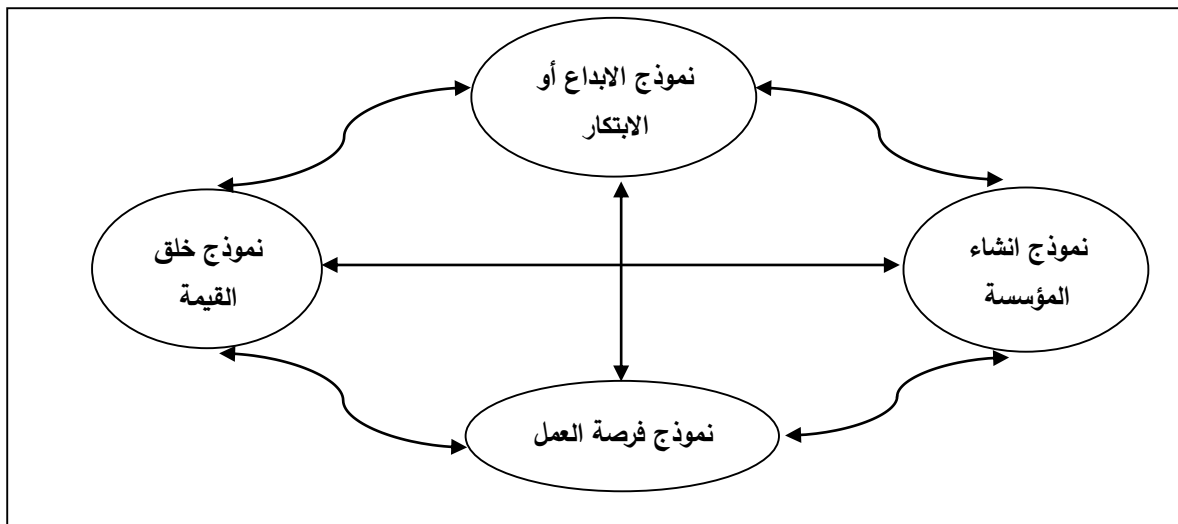 نموذج الابداع أو
الابتكار
نموذج انشاء
المؤسسة
نموذج خلق
القيمة
نموذج فرصة العمل